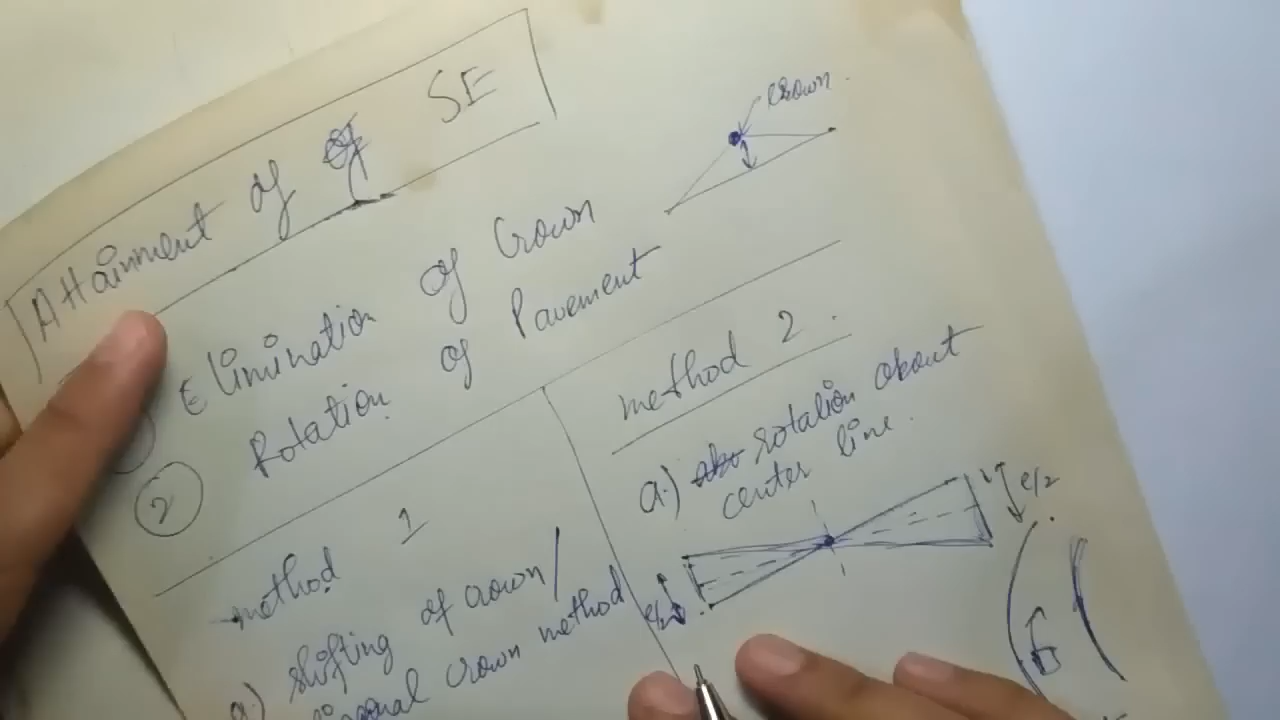 Attainment of SE
Crown.
Elimination of Crown
2 Rotation of Pavement
method 1
a.) shifting of crown/
crown method
method 2.
a.) rotation about
center line.
e/2
e/2